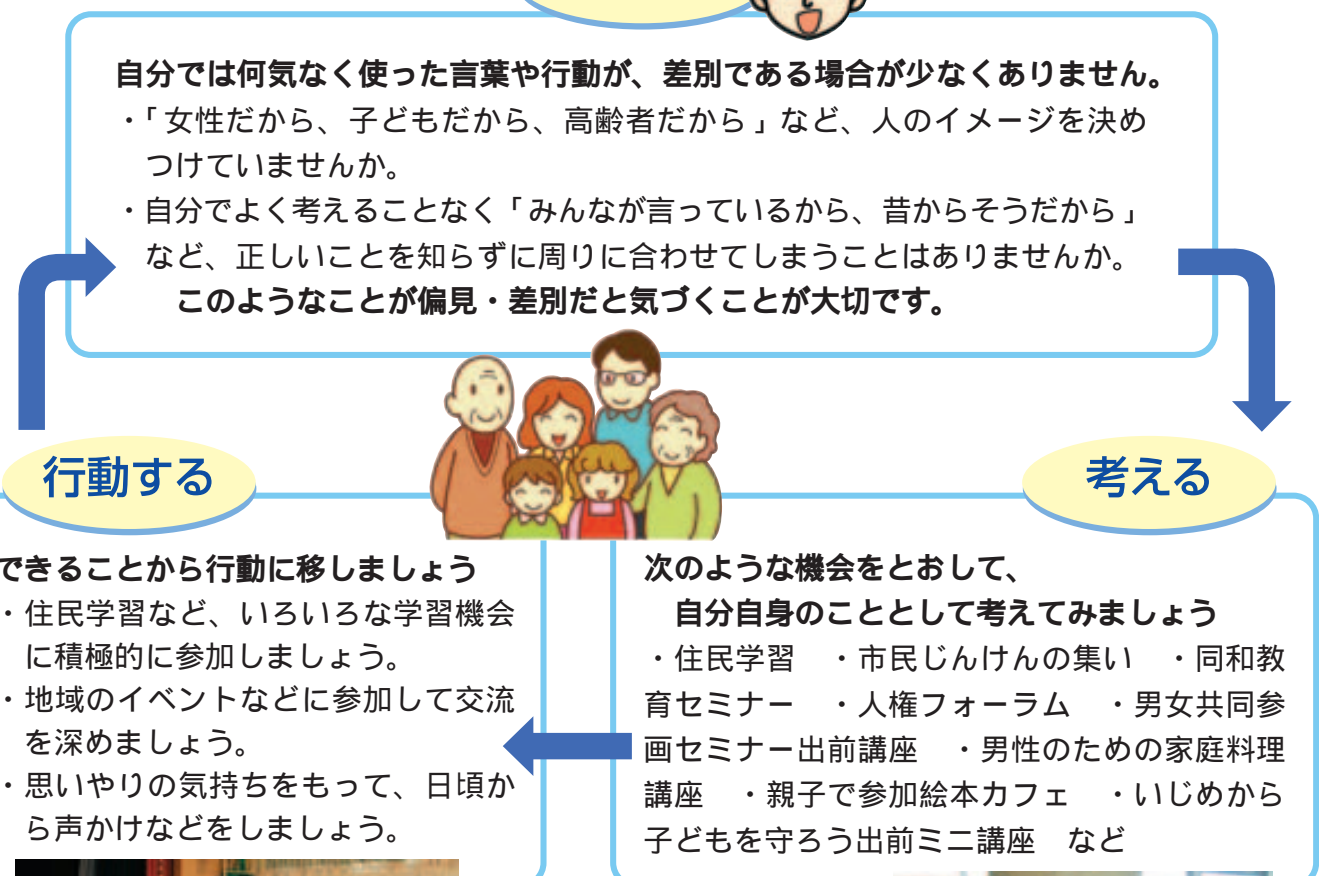 自分では何気なく使った言葉や行動が、差別である場合が少なくありません。
・「女性だから、子どもだから、高齢者だから」など、人のイメージを決め
つけていませんか。
・自分でよく考えることなく「みんなが言っているから、昔からそうだから」
など、正しいことを知らずに周りに合わせてしまうことはありませんか。
このようなことが偏見・差別だと気づくことが大切です。
行動する
できることから行動に移しましょう
・住民学習など、いろいろな学習機会
に積極的に参加しましょう。
・地域のイベントなどに参加して交流
を深めましょう。
・思いやりの気持ちをもって、日頃か
ら声かけなどをしましょう。
考える
次のような機会をとおして、
自分自身のこととして考えてみましょう
・住民学習　・市民じんけんの集い　・同和教
育セミナー　・人権フォーラム　・男女共同参
画セミナー出前講座　・男性のための家庭料理
講座　・親子で参加絵本カフェ　・いじめから
子どもを守ろう出前ミニ講座　など